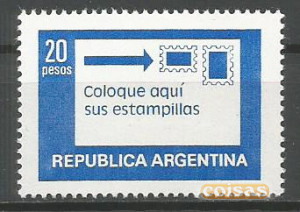 20
pesos
Coloque aquí
sus estampillas
REPUBLICA ARGENTINA
coisas